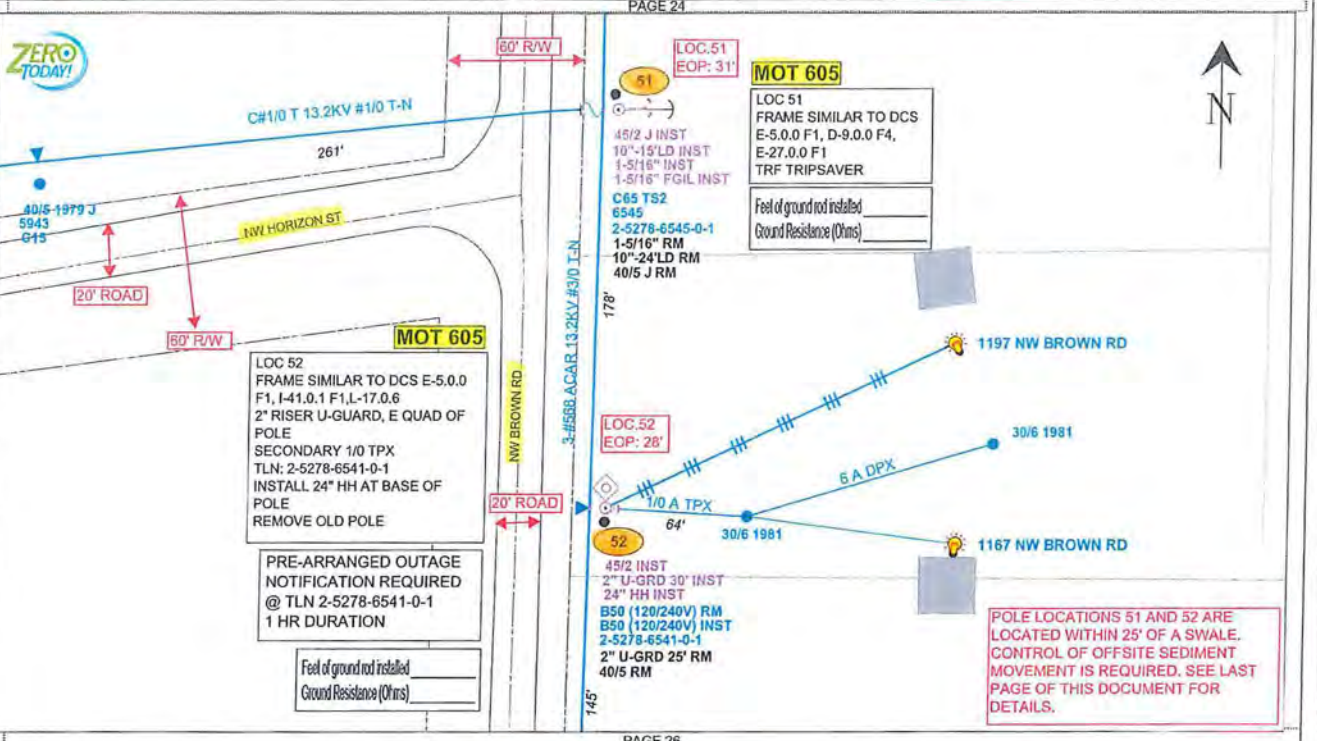 PAGE 24
ZERO
TODAY!
60' R/W
LOC.51
EOP: 31'
51
MOT 605
LOC 51
FRAME SIMILAR TO DCS
E-5.0.0 F1, D-9.0.0 F4,
E-27.0.0 F1
TRF TRIPSAVER
Feet of ground rod installed
Ground Resistance (Ohms)
N
C#1/0 T 13.2KV #1/0 T-N
261'
45/2 J INST
10"-15'LD INST
1-5/16" INST
1-5/16" FGIL INST
C65 TS2
6545
2-5278-6545-0-1
1-5/16" RM
10"-24'LD RM
40/5 J RM
40/5 1979 J
5943
G15
NW HORIZON ST
20' ROAD
60' R/W
3-#568 ACAR 13.2KV #3/0 T-N
178'
MOT 605
LOC 52
FRAME SIMILAR TO DCS E-5.0.0
F1, I-41.0.1 F1,L-17.0.6
2" RISER U-GUARD, E QUAD OF
POLE
SECONDARY 1/0 TPX
TLN: 2-5278-6541-0-1
INSTALL 24" HH AT BASE OF
POLE
REMOVE OLD POLE
NW BROWN RD
1197 NW BROWN RD
LOC.52
EOP: 28'
30/6 1981
6 A DPX
20' ROAD
1/0 A TPX
64'
30/6 1981
52
1167 NW BROWN RD
PRE-ARRANGED OUTAGE
NOTIFICATION REQUIRED
@ TLN 2-5278-6541-0-1
1 HR DURATION
45/2 INST
2" U-GRD 30' INST
24" HH INST
B50 (120/240V) RM
B50 (120/240V) INST
2-5278-6541-0-1
2" U-GRD 25' RM
40/5 RM
Feet of ground rod installed
Ground Resistance (Ohms)
145'
POLE LOCATIONS 51 AND 52 ARE
LOCATED WITHIN 25' OF A SWALE.
CONTROL OF OFFSITE SEDIMENT
MOVEMENT IS REQUIRED. SEE LAST
PAGE OF THIS DOCUMENT FOR
DETAILS.
PAGE 26